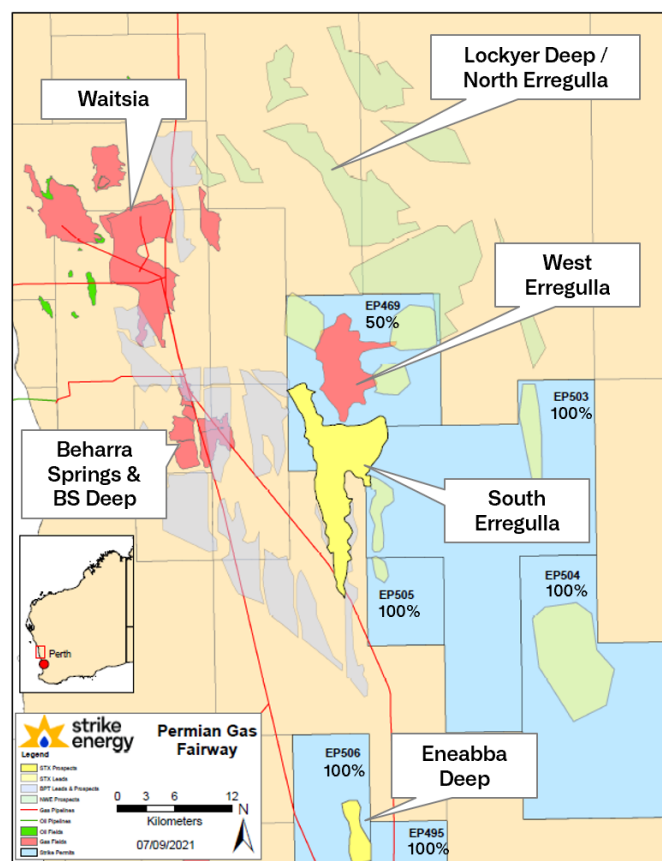 Lockyer Deep /
North Erregulla
Waitsia
West
Erregulla
EP469
50%
EP503
100%
Beharra
Springs &
BS Deep
South
Erregulla
EP504
100%
EP505
100%
Perth
strike
energy
Permian Gas
Fairway
Legend
STX Prospects
STX Leads
BPT Leads & Prospects
NWE Prospects
Gas Pipelines
Oil Pipelines
Oil Fields
Gas Fields
Strike Permits
0 3 6 12
Kilometers
N
07/09/2021
EP506
100%
Eneabba
Deep
EP495
100%